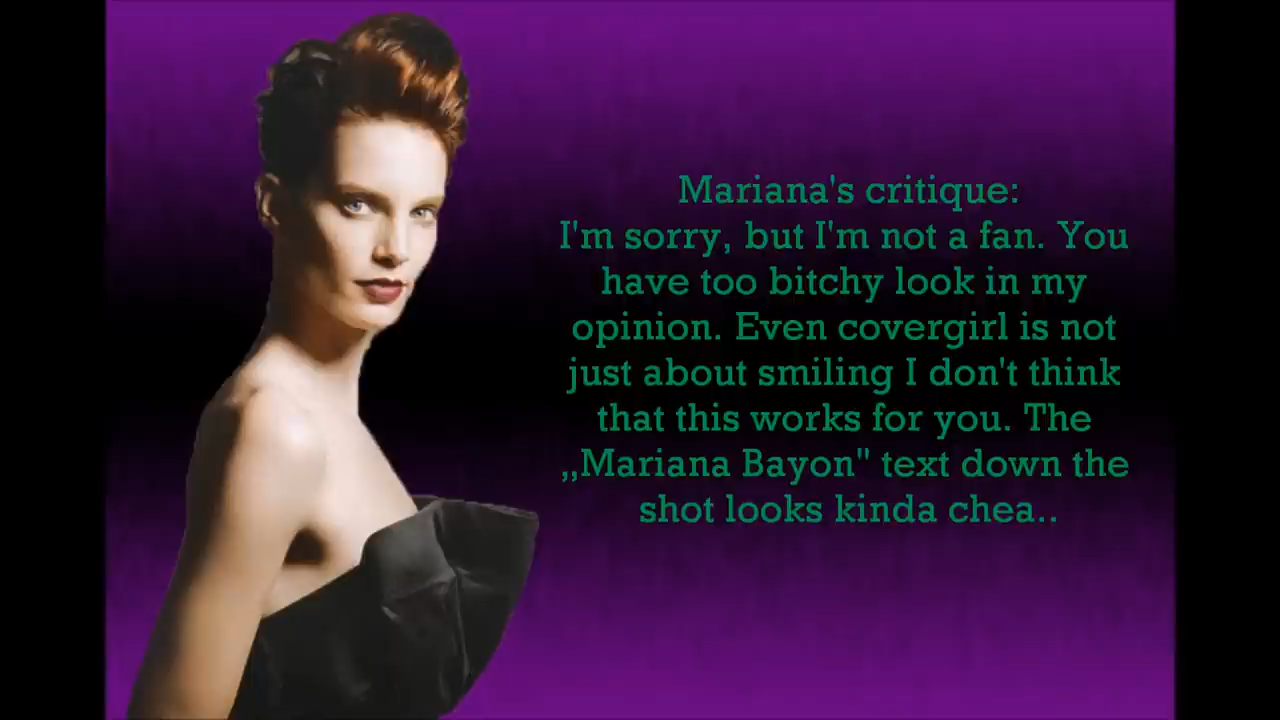 Mariana's critique:
I'm sorry, but I'm not a fan. You
have too bitchy look in my
opinion. Even covergirl is not
just about smiling I don't think
that this works for you. The
,,Mariana Bayon" text down the
shot looks kinda chea..